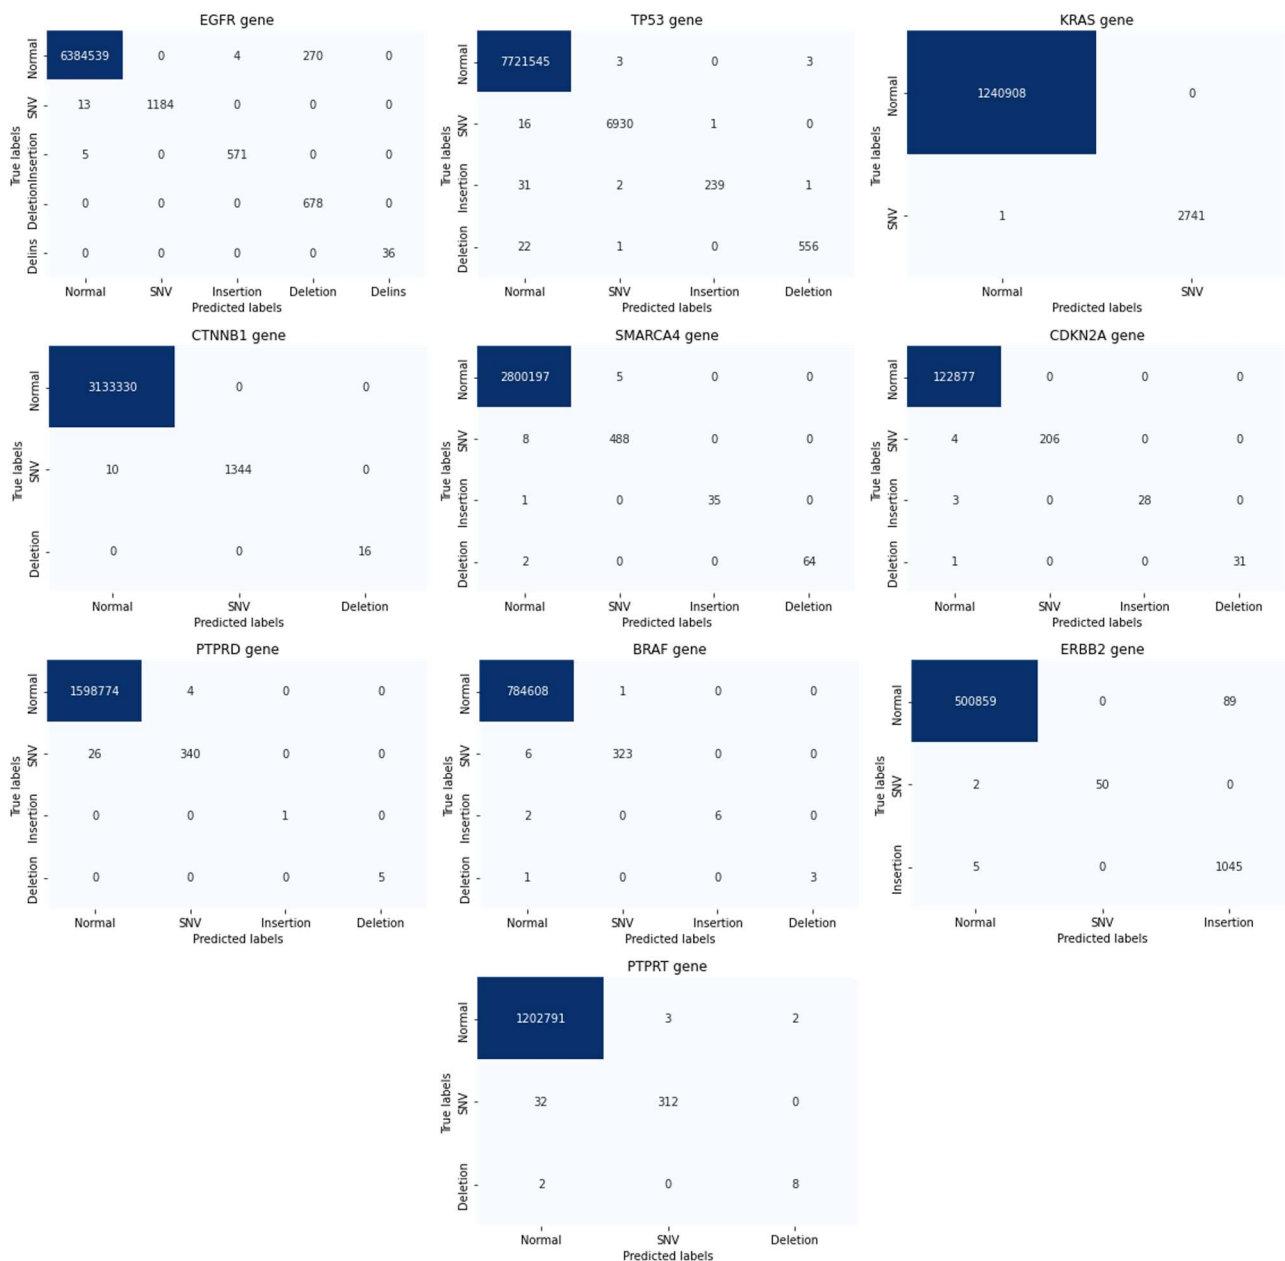 EGFR gene
Normal 6384539 0 4 270 0
SNV 13 1184 0 0 0
Insertion 5 0 571 0 0
Deletion 0 0 0 678 0
Delins 0 0 0 0 36
True labels
Normal SNV Insertion Deletion Delins
Predicted labels
TP53 gene
Normal 7721545 3 0 3
SNV 16 6930 1 0
Insertion 31 2 239 1
Deletion 22 1 0 556
True labels
Normal SNV Insertion Deletion
Predicted labels
KRAS gene
Normal 1240908 0
SNV 1 2741
True labels
Normal SNV
Predicted labels
CTNNB1 gene
Normal 3133330 0 0
SNV 10 1344 0
Deletion 0 0 16
True labels
Normal SNV Deletion
Predicted labels
SMARCA4 gene
Normal 2800197 5 0 0
SNV 8 488 0 0
Insertion 1 0 35 0
Deletion 2 0 0 64
True labels
Normal SNV Insertion Deletion
Predicted labels
CDKN2A gene
Normal 122877 0 0 0
SNV 4 206 0 0
Insertion 3 0 28 0
Deletion 1 0 0 31
True labels
Normal SNV Insertion Deletion
Predicted labels
PTPRD gene
Normal 1598774 4 0 0
SNV 26 340 0 0
Insertion 0 0 1 0
Deletion 0 0 0 5
True labels
Normal SNV Insertion Deletion
Predicted labels
BRAF gene
Normal 784608 1 0 0
SNV 6 323 0 0
Insertion 2 0 6 0
Deletion 1 0 0 3
True labels
Normal SNV Insertion Deletion
Predicted labels
ERBB2 gene
Normal 500859 0 89
SNV 2 50 0
Insertion 5 0 1045
True labels
Normal SNV Insertion
Predicted labels
PTPRT gene
Normal 1202791 3 2
SNV 32 312 0
Deletion 2 0 8
True labels
Normal SNV Deletion
Predicted labels